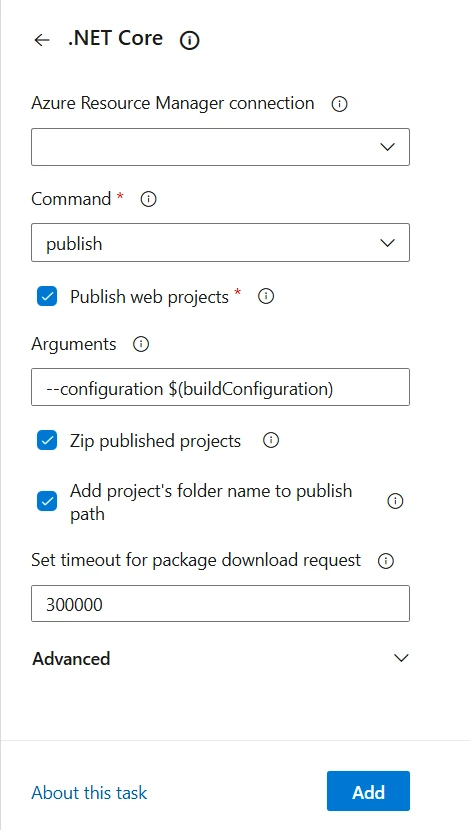 .NET Core
Azure Resource Manager connection
Command *
publish
Publish web projects *
Arguments
--configuration $(buildConfiguration)
Zip published projects
Add project's folder name to publish
path
Set timeout for package download request
300000
Advanced
About this task
Add